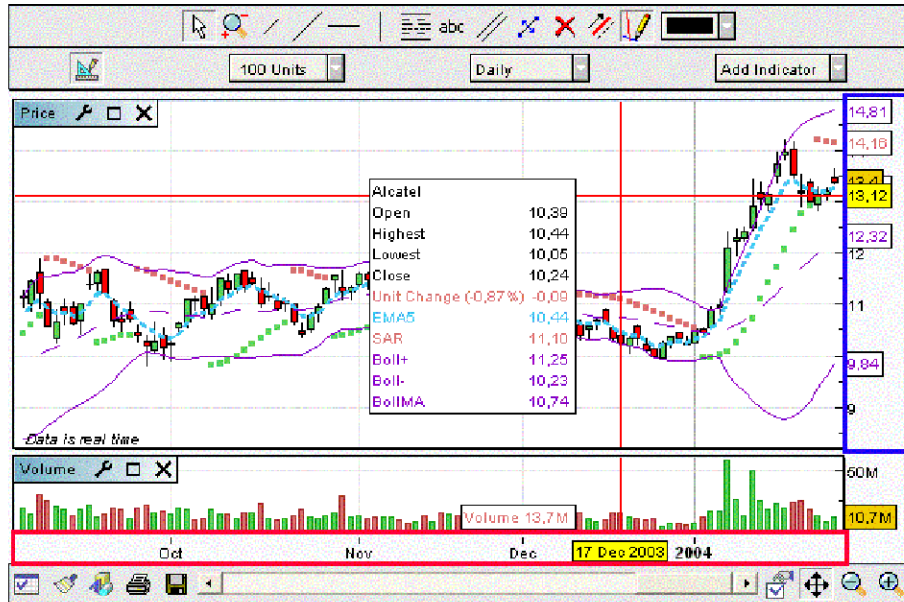 abc
100 Units
Daily
Add Indicator
Price
14,81
14,16
13,12
12,32
12
11
9,84
9
Alcatel
Open 10,39
Highest 10,44
Lowest 10,05
Close 10,24
Unit Change (-0,87%) -0,09
EMA5 10,44
SAR 11,10
Boll+ 11,25
Boll- 10,23
BollMA 10,74
Data is real time
Volume
50M
Volume 13,7M
10,7M
Oct
Nov
Dec
17 Dec 2003
2004